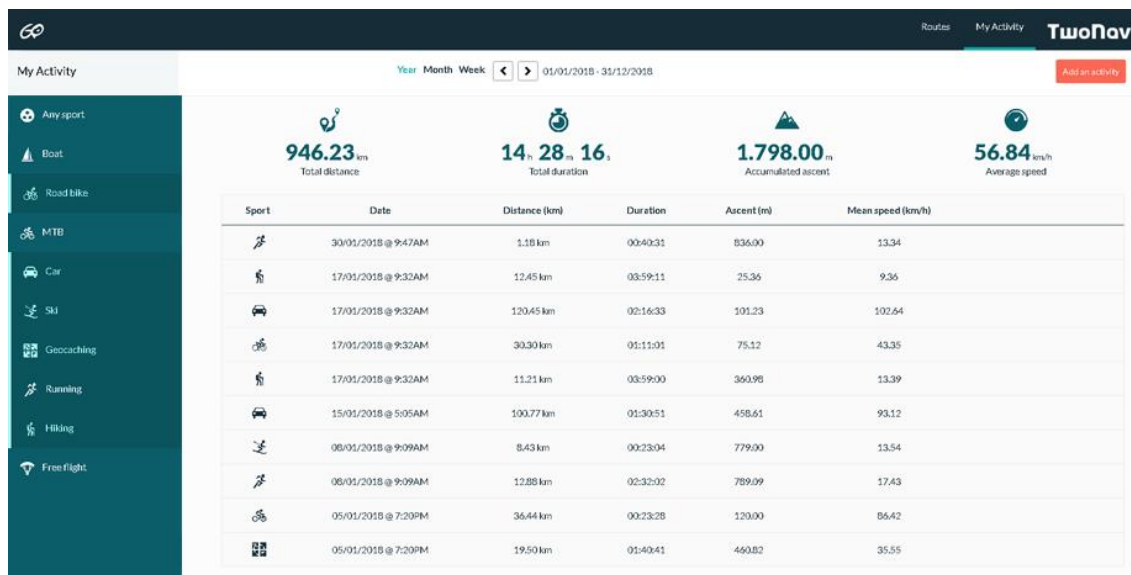 GO
Routes My Activity TwoNav
My Activity
Year Month Week 01/01/2018 - 31/12/2018
Add an activity
Any sport
Boat
Road bike
MTB
Car
Ski
Geocaching
Running
Hiking
Free flight
946.23 km
Total distance
14 h 28 m 16 s
Total duration
1.798.00 m
Accumulated ascent
56.84 km/h
Average speed
Sport Date Distance (km) Duration Ascent (m) Mean speed (km/h)
30/01/2018 @ 9:47AM 1.18 km 00:40:31 836.00 13.34
17/01/2018 @ 9:32AM 12.45 km 03:59:11 25.36 9.36
17/01/2018 @ 9:32AM 120.45 km 02:16:33 101.23 102.64
17/01/2018 @ 9:32AM 30.30 km 01:11:01 75.12 43.35
17/01/2018 @ 9:32AM 11.21 km 03:59:00 360.98 13.39
15/01/2018 @ 5:05AM 100.77 km 01:30:51 458.61 93.12
08/01/2018 @ 9:09AM 8.43 km 00:23:04 779.00 13.54
08/01/2018 @ 9:09AM 12.88 km 02:32:02 789.09 17.43
05/01/2018 @ 7:20PM 36.44 km 00:23:28 120.00 86.42
05/01/2018 @ 7:20PM 19.50 km 01:40:41 460.82 35.55